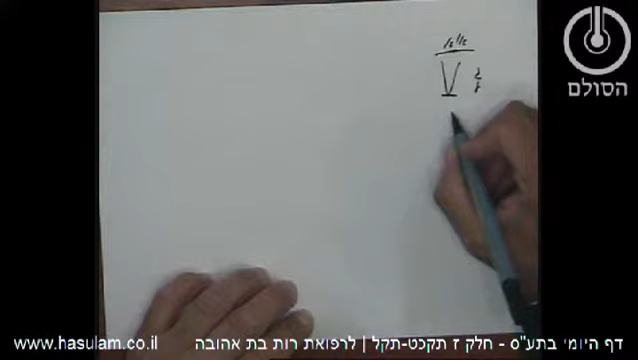 הסולם
דף היומי בתע"ס - חלק ז תקכט-תקל | לרפואת רות בת אהובה
www.hasulam.co.il